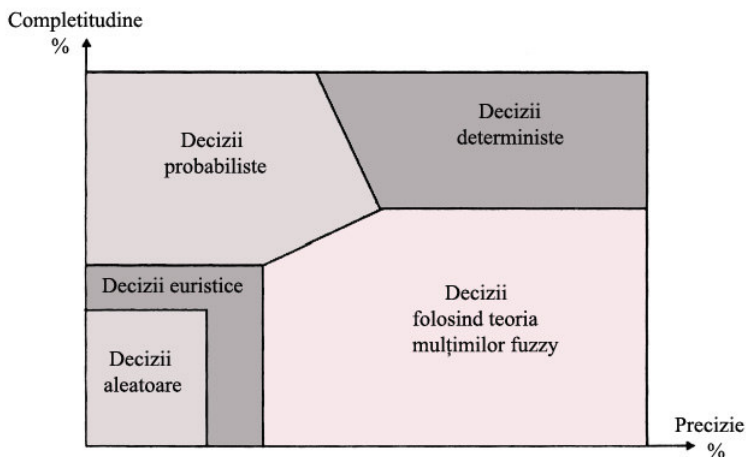 Completitudine
%
Decizii
probabiliste
Decizii
deterministe
Decizii euristice
Decizii
aleatoare
Decizii
folosind teoria
mulțimilor fuzzy
Precizie
%